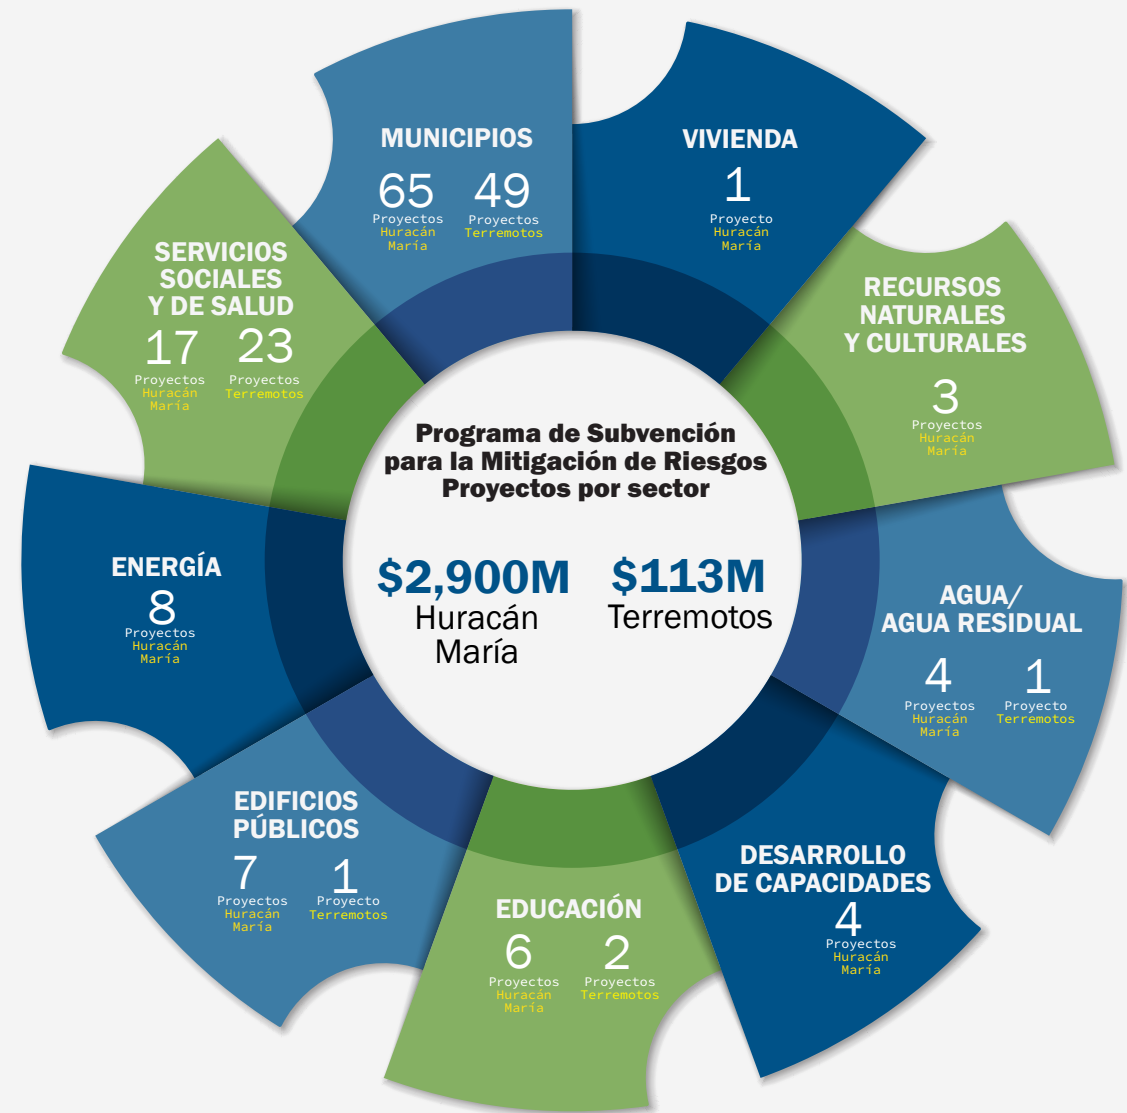 MUNICIPIOS
65 49
Proyectos Proyectos
Huracán Terremotos
María
VIVIENDA
1
Proyecto
Huracán
María
RECURSOS
NATURALES
Y CULTURALES
3
Proyectos
Huracán
María
AGUA/
AGUA RESIDUAL
4 1
Proyectos Proyecto
Huracán Terremotos
María
DESARROLLO
DE CAPACIDADES
4
Proyectos
Huracán
María
EDUCACIÓN
6 2
Proyectos Proyectos
Huracán Terremotos
María
EDIFICIOS
PÚBLICOS
7 1
Proyectos Proyecto
Huracán Terremotos
María
ENERGÍA
8
Proyectos
Huracán
María
SERVICIOS
SOCIALES
Y DE SALUD
17 23
Proyectos Proyectos
Huracán Terremotos
María
Programa de Subvención
para la Mitigación de Riesgos
Proyectos por sector
$2,900M $113M
Huracán Terremotos
María